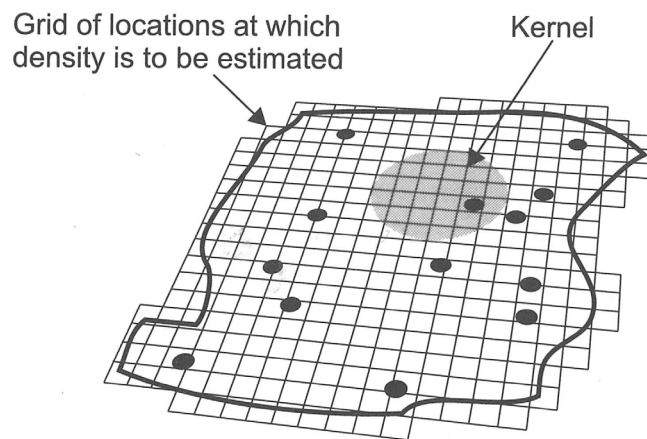 Grid of locations at which
density is to be estimated
Kernel